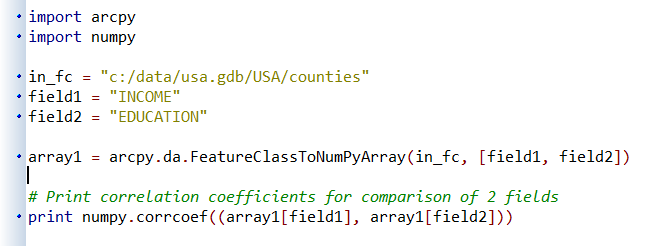 import arcpy
import numpy
in_fc = "c:/data/usa.gdb/USA/counties"
field1 = "INCOME"
field2 = "EDUCATION"
array1 = arcpy.da.FeatureClassToNumPyArray(in_fc, [field1, field2])
# Print correlation coefficients for comparison of 2 fields
print numpy.corrcoef((array1[field1], array1[field2]))